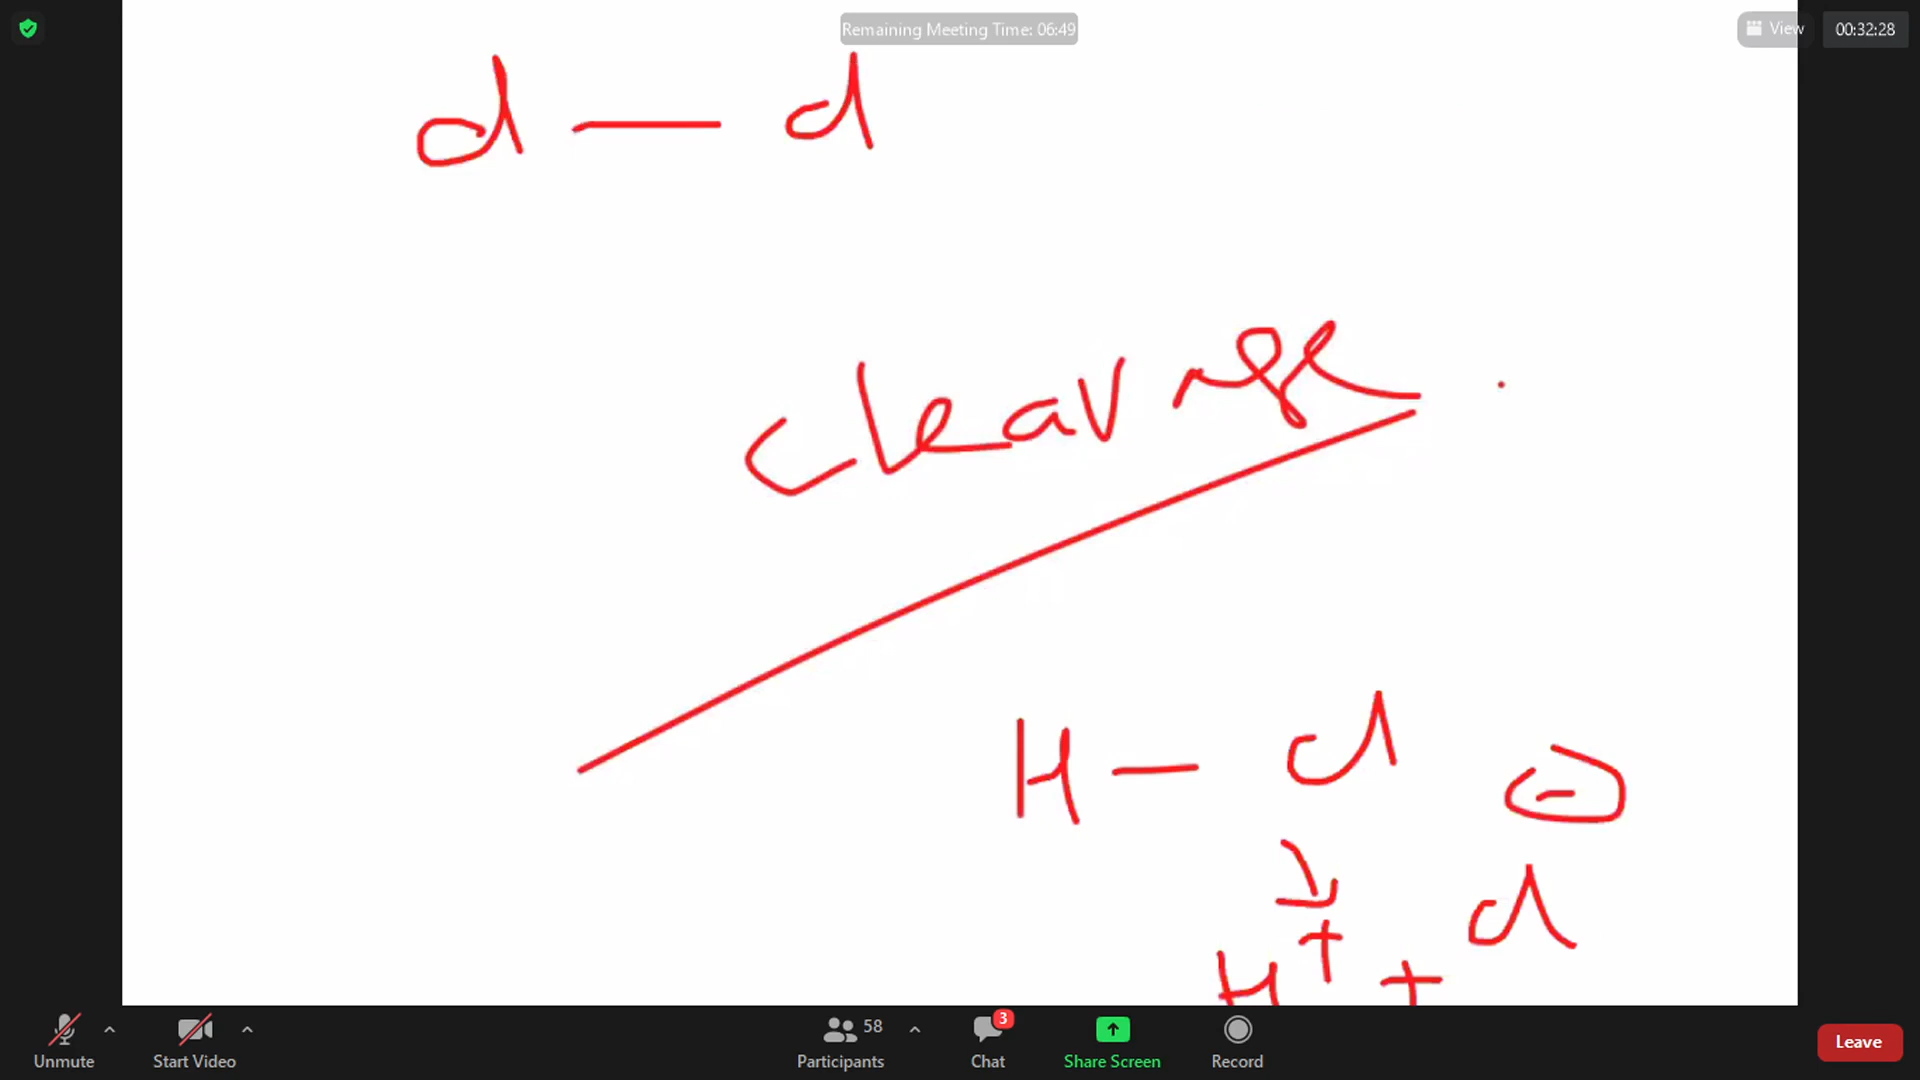 Remaining Meeting Time: 06:49
View
00:32:28
cl — cl
cleavage
H — cl
H+ + cl-
58
3
Unmute
Start Video
Participants
Chat
Share Screen
Record
Leave